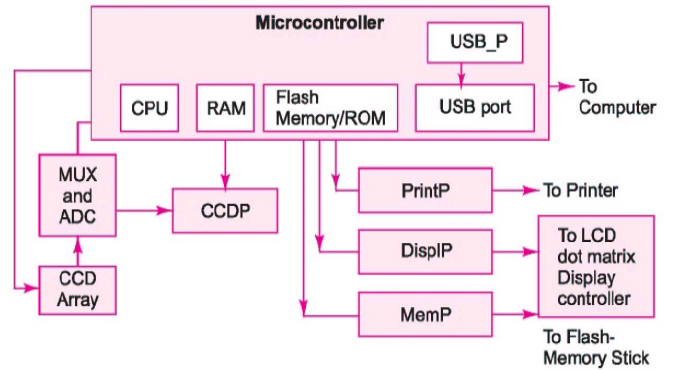 Microcontroller
USB_P
CPU
RAM
Flash
Memory/ROM
USB port
To
Computer
MUX
and
ADC
CCDP
PrintP
To Printer
DisplP
To LCD
dot matrix
Display
controller
CCD
Array
MemP
To Flash-
Memory Stick